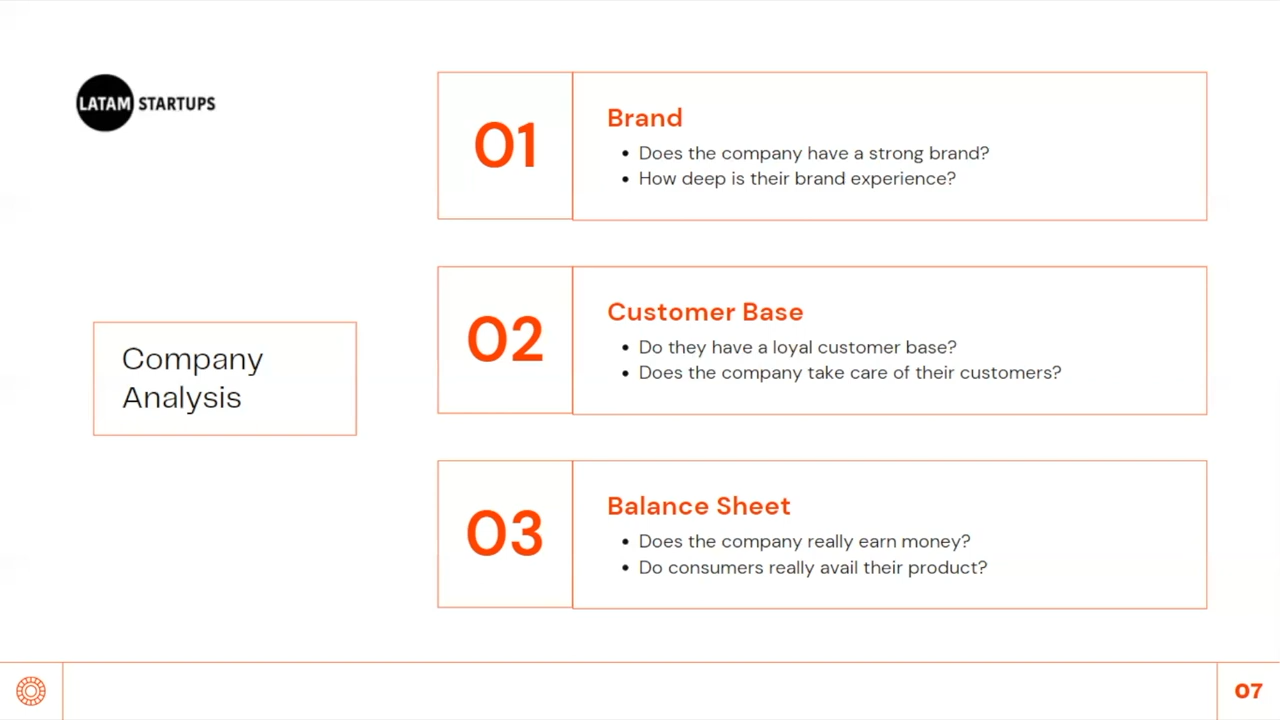 LATAM STARTUPS
Company
Analysis
01
Brand
• Does the company have a strong brand?
• How deep is their brand experience?
02
Customer Base
• Do they have a loyal customer base?
• Does the company take care of their customers?
03
Balance Sheet
• Does the company really earn money?
• Do consumers really avail their product?
07